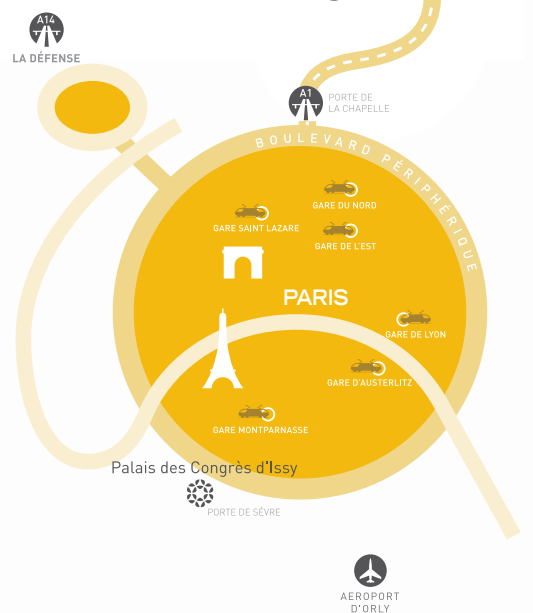 A14
LA DÉFENSE
A1
PORTE DE
LA CHAPELLE
BOULEVARD PÉRIPHÉRIQUE
GARE DU NORD
GARE SAINT LAZARE
GARE DE L'EST
PARIS
GARE DE LYON
GARE D'AUSTERLITZ
GARE MONTPARNASSE
Palais des Congrès d'Issy
PORTE DE SÉVRE
AEROPORT
D'ORLY